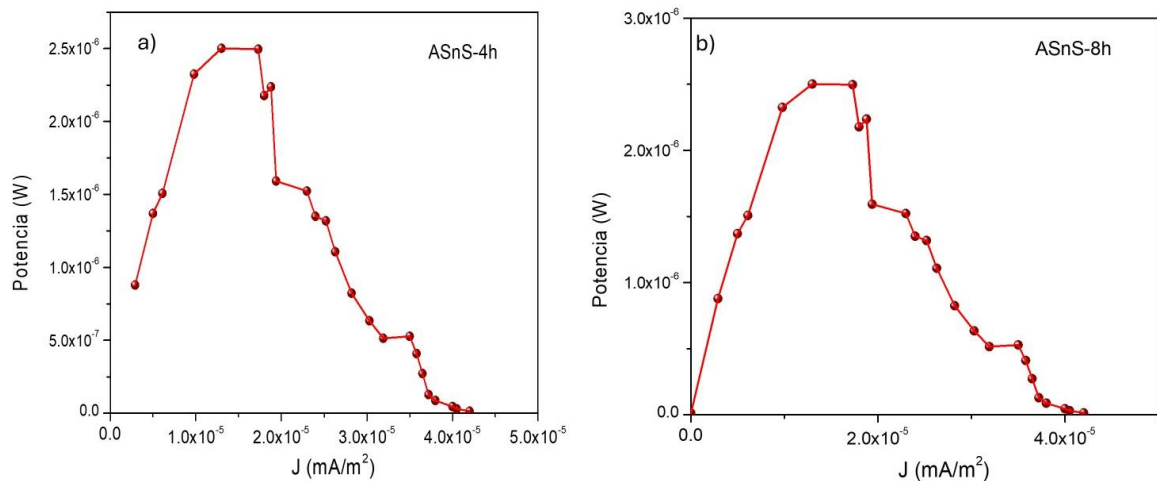 a)
ASnS-4h
Potencia (W)
2.5x10⁻⁶
2.0x10⁻⁶
1.5x10⁻⁶
1.0x10⁻⁶
5.0x10⁻⁷
0.0
0.0 1.0x10⁻⁵ 2.0x10⁻⁵ 3.0x10⁻⁵ 4.0x10⁻⁵ 5.0x10⁻⁵
J (mA/m²)
b)
ASnS-8h
Potencia (W)
3.0x10⁻⁶
2.0x10⁻⁶
1.0x10⁻⁶
0.0
0.0 2.0x10⁻⁵ 4.0x10⁻⁵
J (mA/m²)